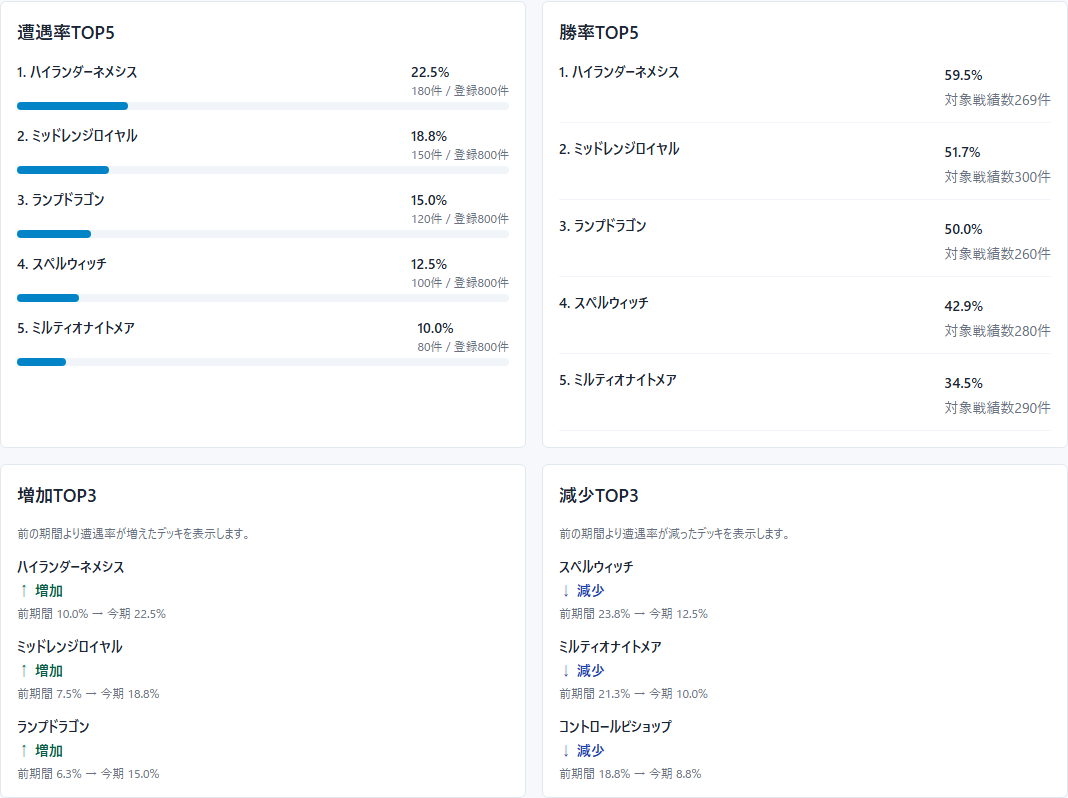 遭遇率TOP5
1. ハイランダーネメシス
22.5%
180件 / 登録800件
2. ミッドレンジロイヤル
18.8%
150件 / 登録800件
3. ランプドラゴン
15.0%
120件 / 登録800件
4. スペルウィッチ
12.5%
100件 / 登録800件
5. ミルティオナイトメア
10.0%
80件 / 登録800件
勝率TOP5
1. ハイランダーネメシス
59.5%
対象戦績数269件
2. ミッドレンジロイヤル
51.7%
対象戦績数300件
3. ランプドラゴン
50.0%
対象戦績数260件
4. スペルウィッチ
42.9%
対象戦績数280件
5. ミルティオナイトメア
34.5%
対象戦績数290件
増加TOP3
前の期間より遭遇率が増えたデッキを表示します。
ハイランダーネメシス
↑ 増加
前期間 10.0% → 今期 22.5%
ミッドレンジロイヤル
↑ 増加
前期間 7.5% → 今期 18.8%
ランプドラゴン
↑ 増加
前期間 6.3% → 今期 15.0%
減少TOP3
前の期間より遭遇率が減ったデッキを表示します。
スペルウィッチ
↓ 減少
前期間 23.8% → 今期 12.5%
ミルティオナイトメア
↓ 減少
前期間 21.3% → 今期 10.0%
コントロールビショップ
↓ 減少
前期間 18.8% → 今期 8.8%